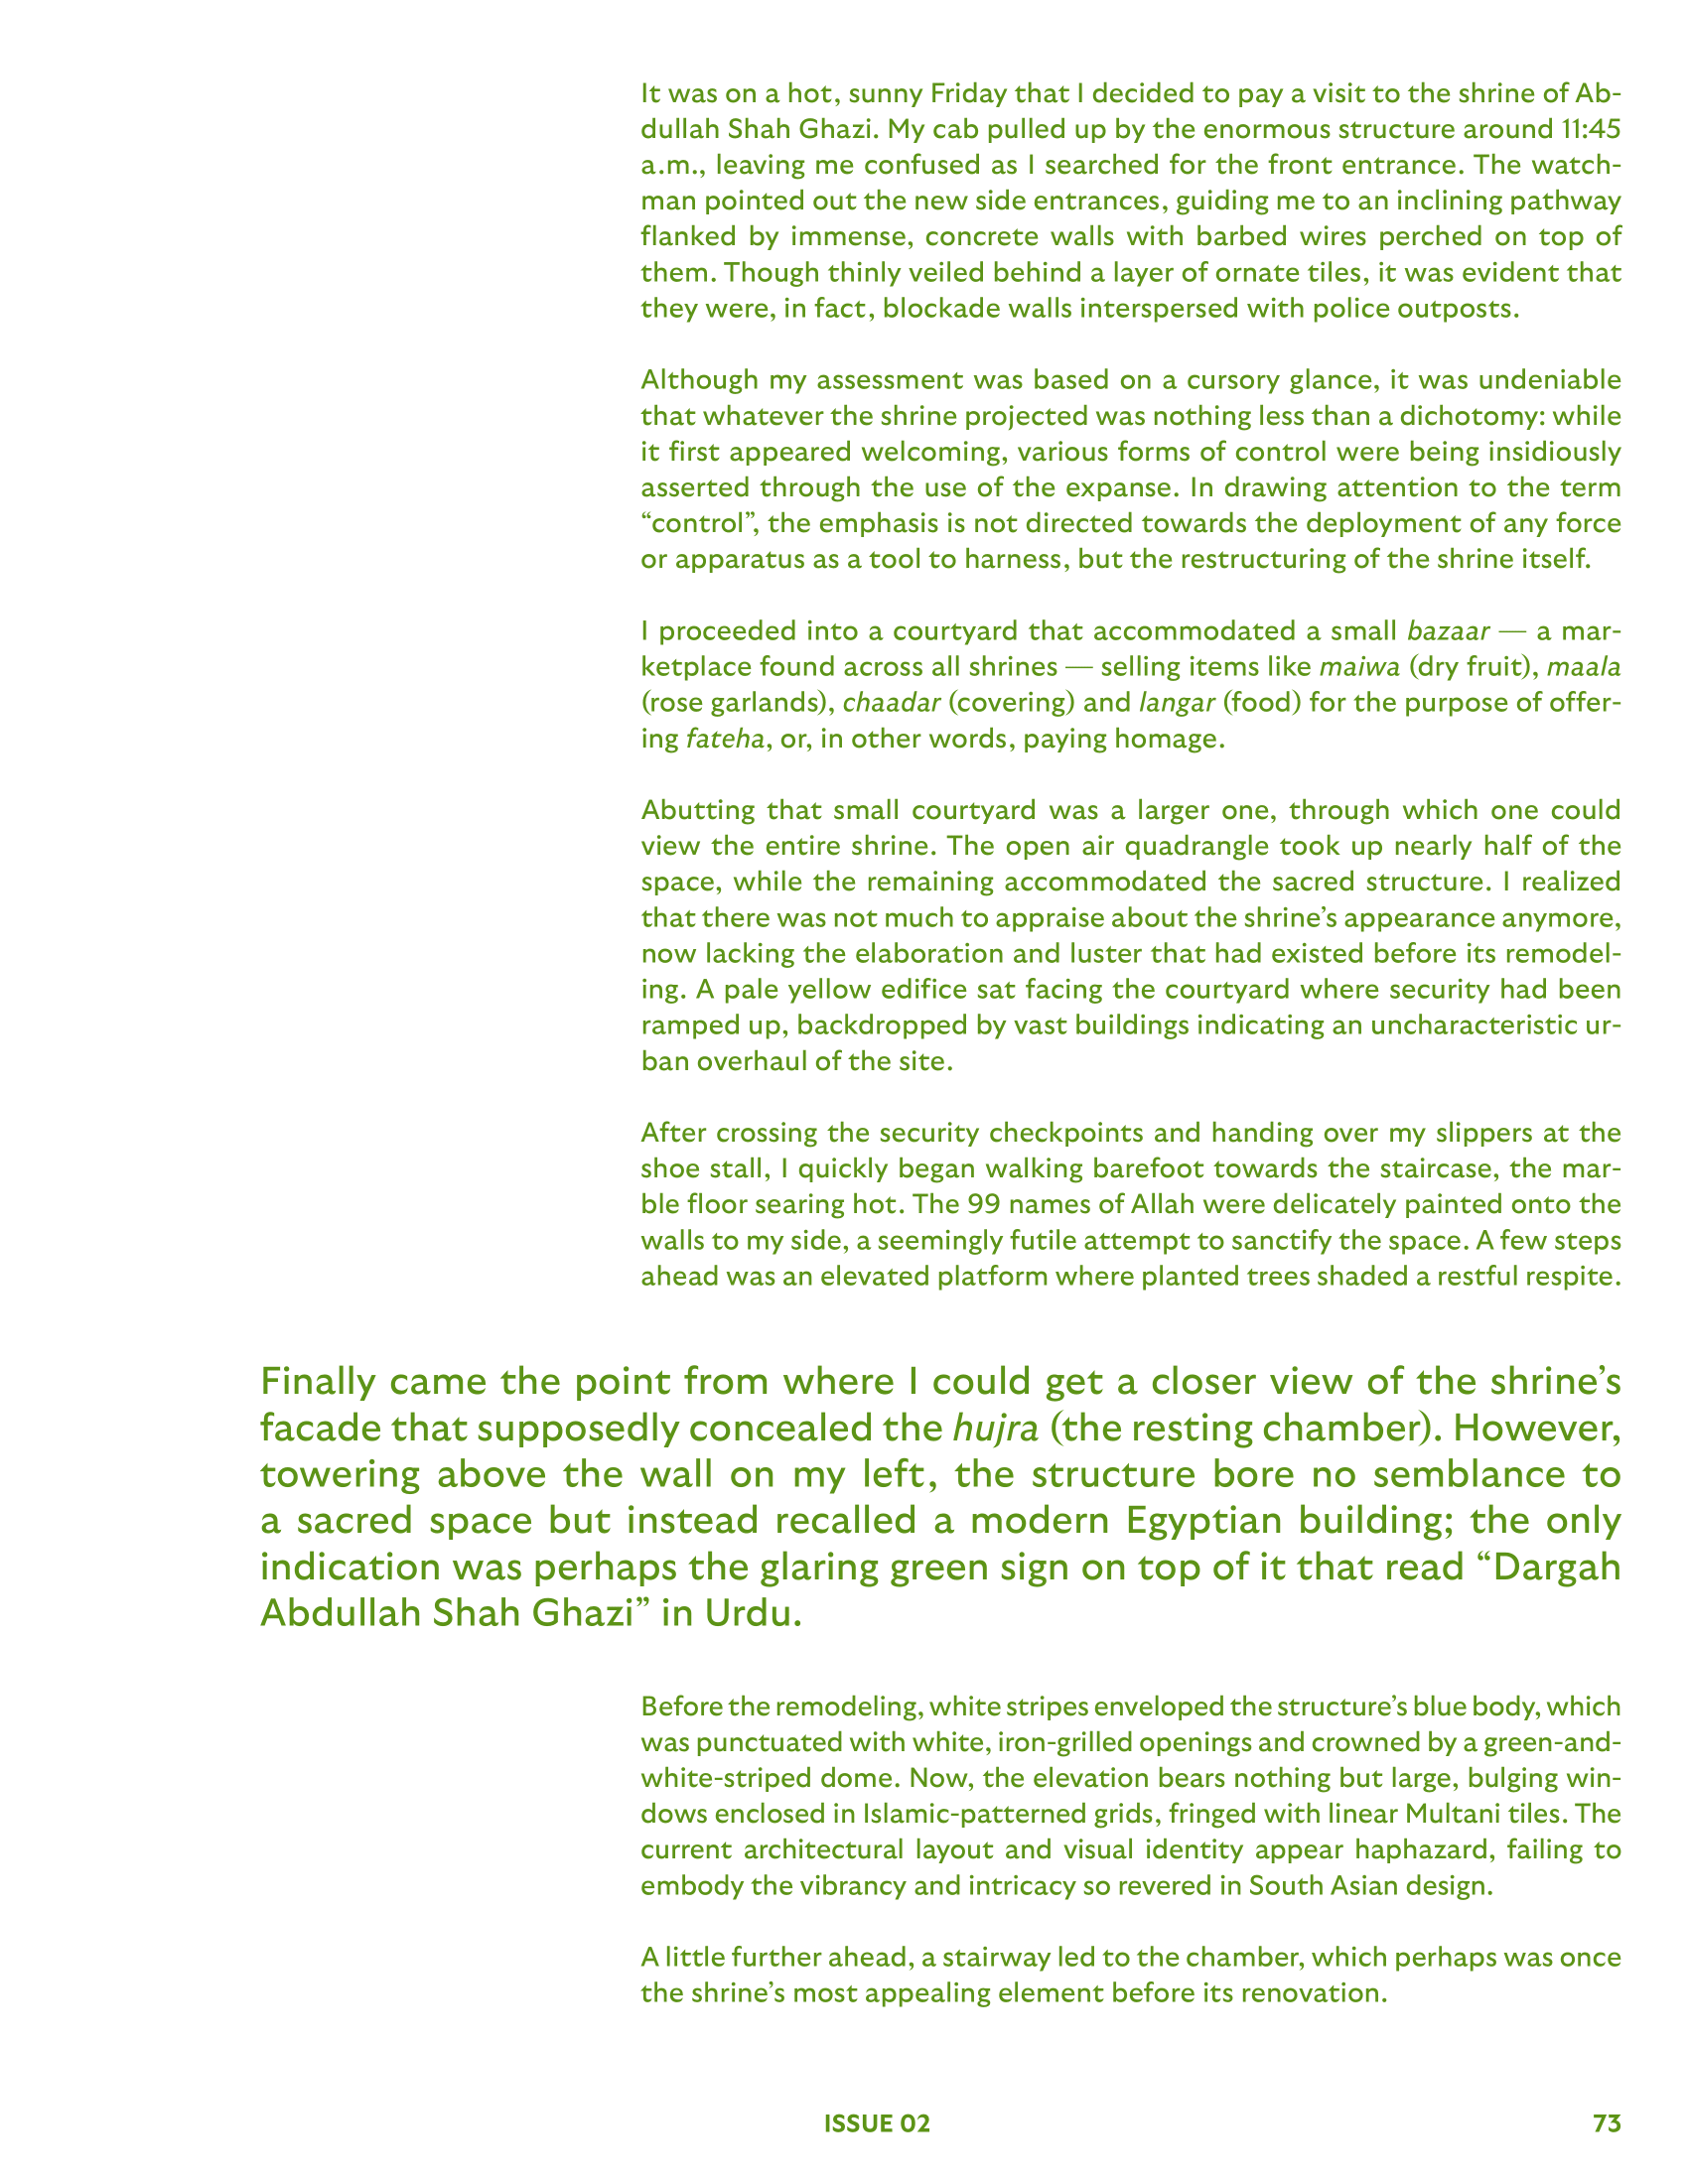 It was on a hot, sunny Friday that I decided to pay a visit to the shrine of Ab-
dullah Shah Ghazi. My cab pulled up by the enormous structure around 11:45
a.m., leaving me confused as I searched for the front entrance. The watch-
man pointed out the new side entrances, guiding me to an inclining pathway
flanked by immense, concrete walls with barbed wires perched on top of
them. Though thinly veiled behind a layer of ornate tiles, it was evident that
they were, in fact, blockade walls interspersed with police outposts.
Although my assessment was based on a cursory glance, it was undeniable
that whatever the shrine projected was nothing less than a dichotomy: while
it first appeared welcoming, various forms of control were being insidiously
asserted through the use of the expanse. In drawing attention to the term
“control”, the emphasis is not directed towards the deployment of any force
or apparatus as a tool to harness, but the restructuring of the shrine itself.
I proceeded into a courtyard that accommodated a small bazaar — a mar-
ketplace found across all shrines — selling items like maiwa (dry fruit), maala
(rose garlands), chaadar (covering) and langar (food) for the purpose of offer-
ing fateha, or, in other words, paying homage.
Abutting that small courtyard was a larger one, through which one could
view the entire shrine. The open air quadrangle took up nearly half of the
space, while the remaining accommodated the sacred structure. I realized
that there was not much to appraise about the shrine’s appearance anymore,
now lacking the elaboration and luster that had existed before its remodel-
ing. A pale yellow edifice sat facing the courtyard where security had been
ramped up, backdropped by vast buildings indicating an uncharacteristic ur-
ban overhaul of the site.
After crossing the security checkpoints and handing over my slippers at the
shoe stall, I quickly began walking barefoot towards the staircase, the mar-
ble floor searing hot. The 99 names of Allah were delicately painted onto the
walls to my side, a seemingly futile attempt to sanctify the space. A few steps
ahead was an elevated platform where planted trees shaded a restful respite.
Finally came the point from where I could get a closer view of the shrine’s
facade that supposedly concealed the hujra (the resting chamber). However,
towering above the wall on my left, the structure bore no semblance to
a sacred space but instead recalled a modern Egyptian building; the only
indication was perhaps the glaring green sign on top of it that read “Dargah
Abdullah Shah Ghazi” in Urdu.
Before the remodeling, white stripes enveloped the structure’s blue body, which
was punctuated with white, iron-grilled openings and crowned by a green-and-
white-striped dome. Now, the elevation bears nothing but large, bulging win-
dows enclosed in Islamic-patterned grids, fringed with linear Multani tiles. The
current architectural layout and visual identity appear haphazard, failing to
embody the vibrancy and intricacy so revered in South Asian design.
A little further ahead, a stairway led to the chamber, which perhaps was once
the shrine’s most appealing element before its renovation.
ISSUE 02
73